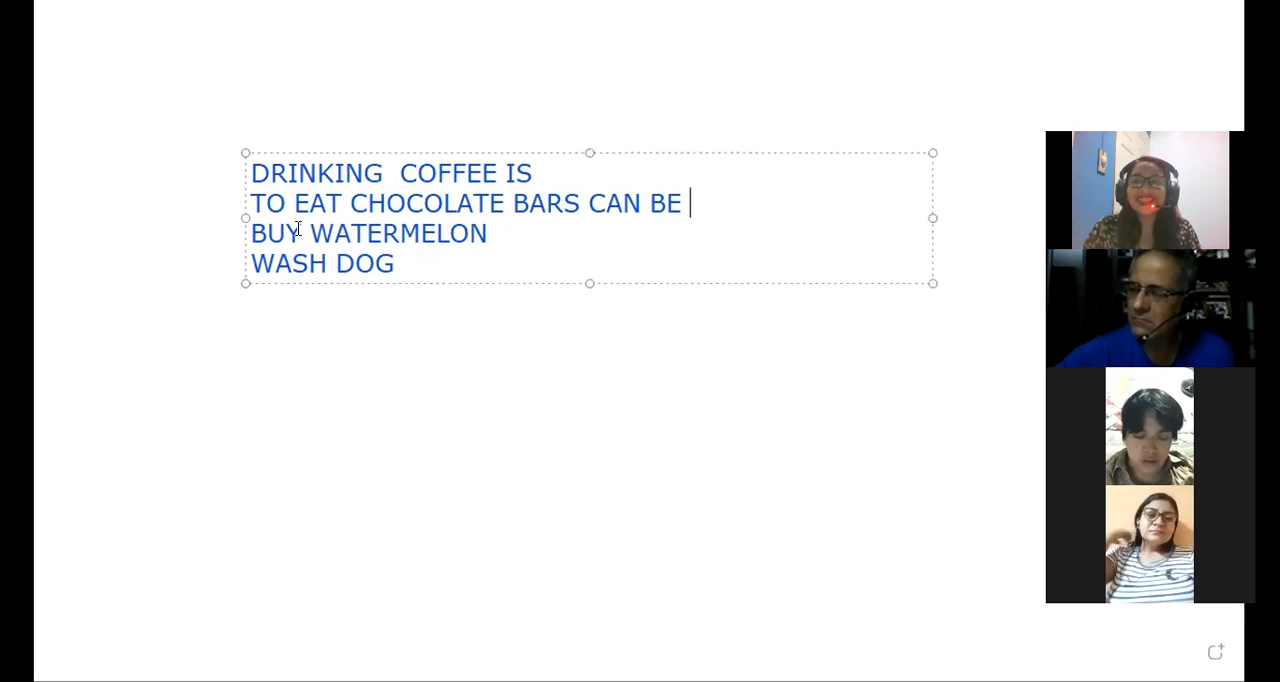 DRINKING  COFFEE IS
TO EAT CHOCOLATE BARS CAN BE
BUY WATERMELON
WASH DOG